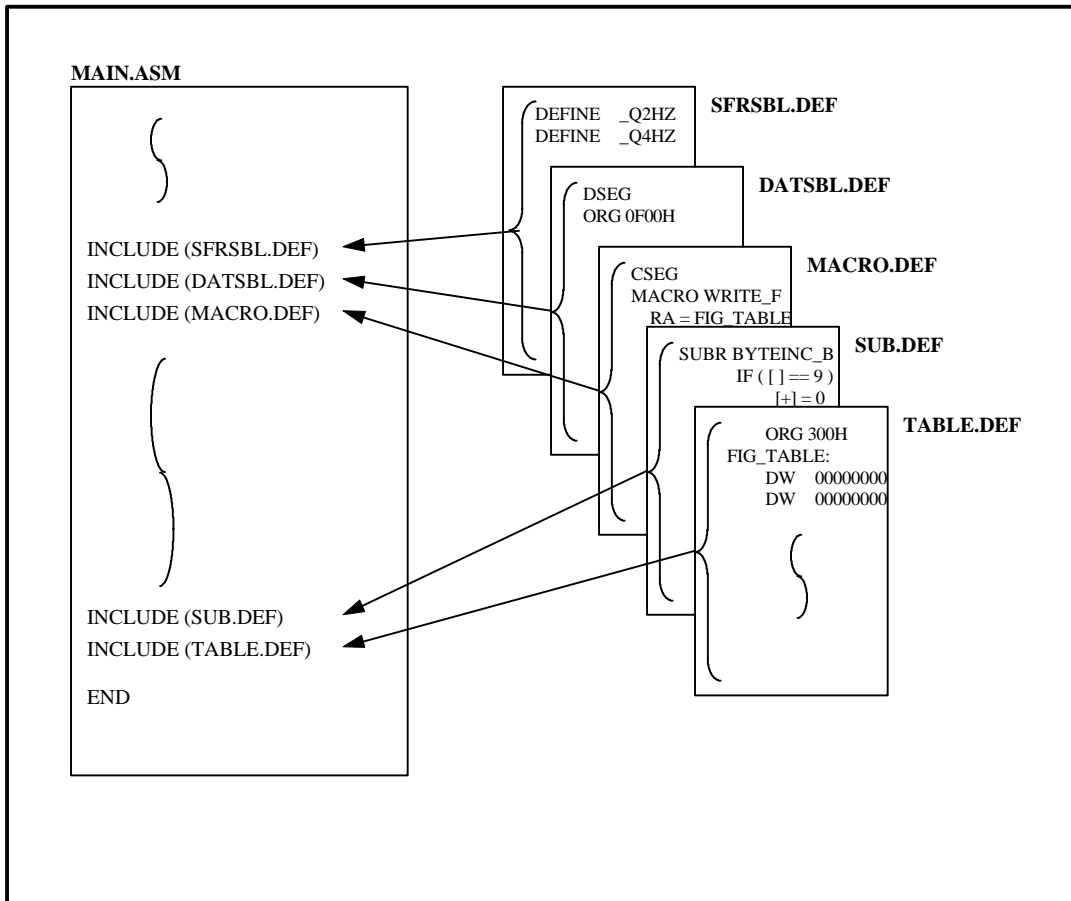 MAIN.ASM
INCLUDE (SFRSBL.DEF)
INCLUDE (DATSBL.DEF)
INCLUDE (MACRO.DEF)
INCLUDE (SUB.DEF)
INCLUDE (TABLE.DEF)
END
SFRSBL.DEF
DEFINE _Q2HZ
DEFINE _Q4HZ
DATSBL.DEF
DSEG
ORG 0F00H
MACRO.DEF
CSEG
MACRO WRITE_F
RA = FIG_TABLE
SUB.DEF
SUBR BYTEINC_B
IF ( [ ] == 9 )
[+] = 0
TABLE.DEF
ORG 300H
FIG_TABLE:
DW 00000000
DW 00000000